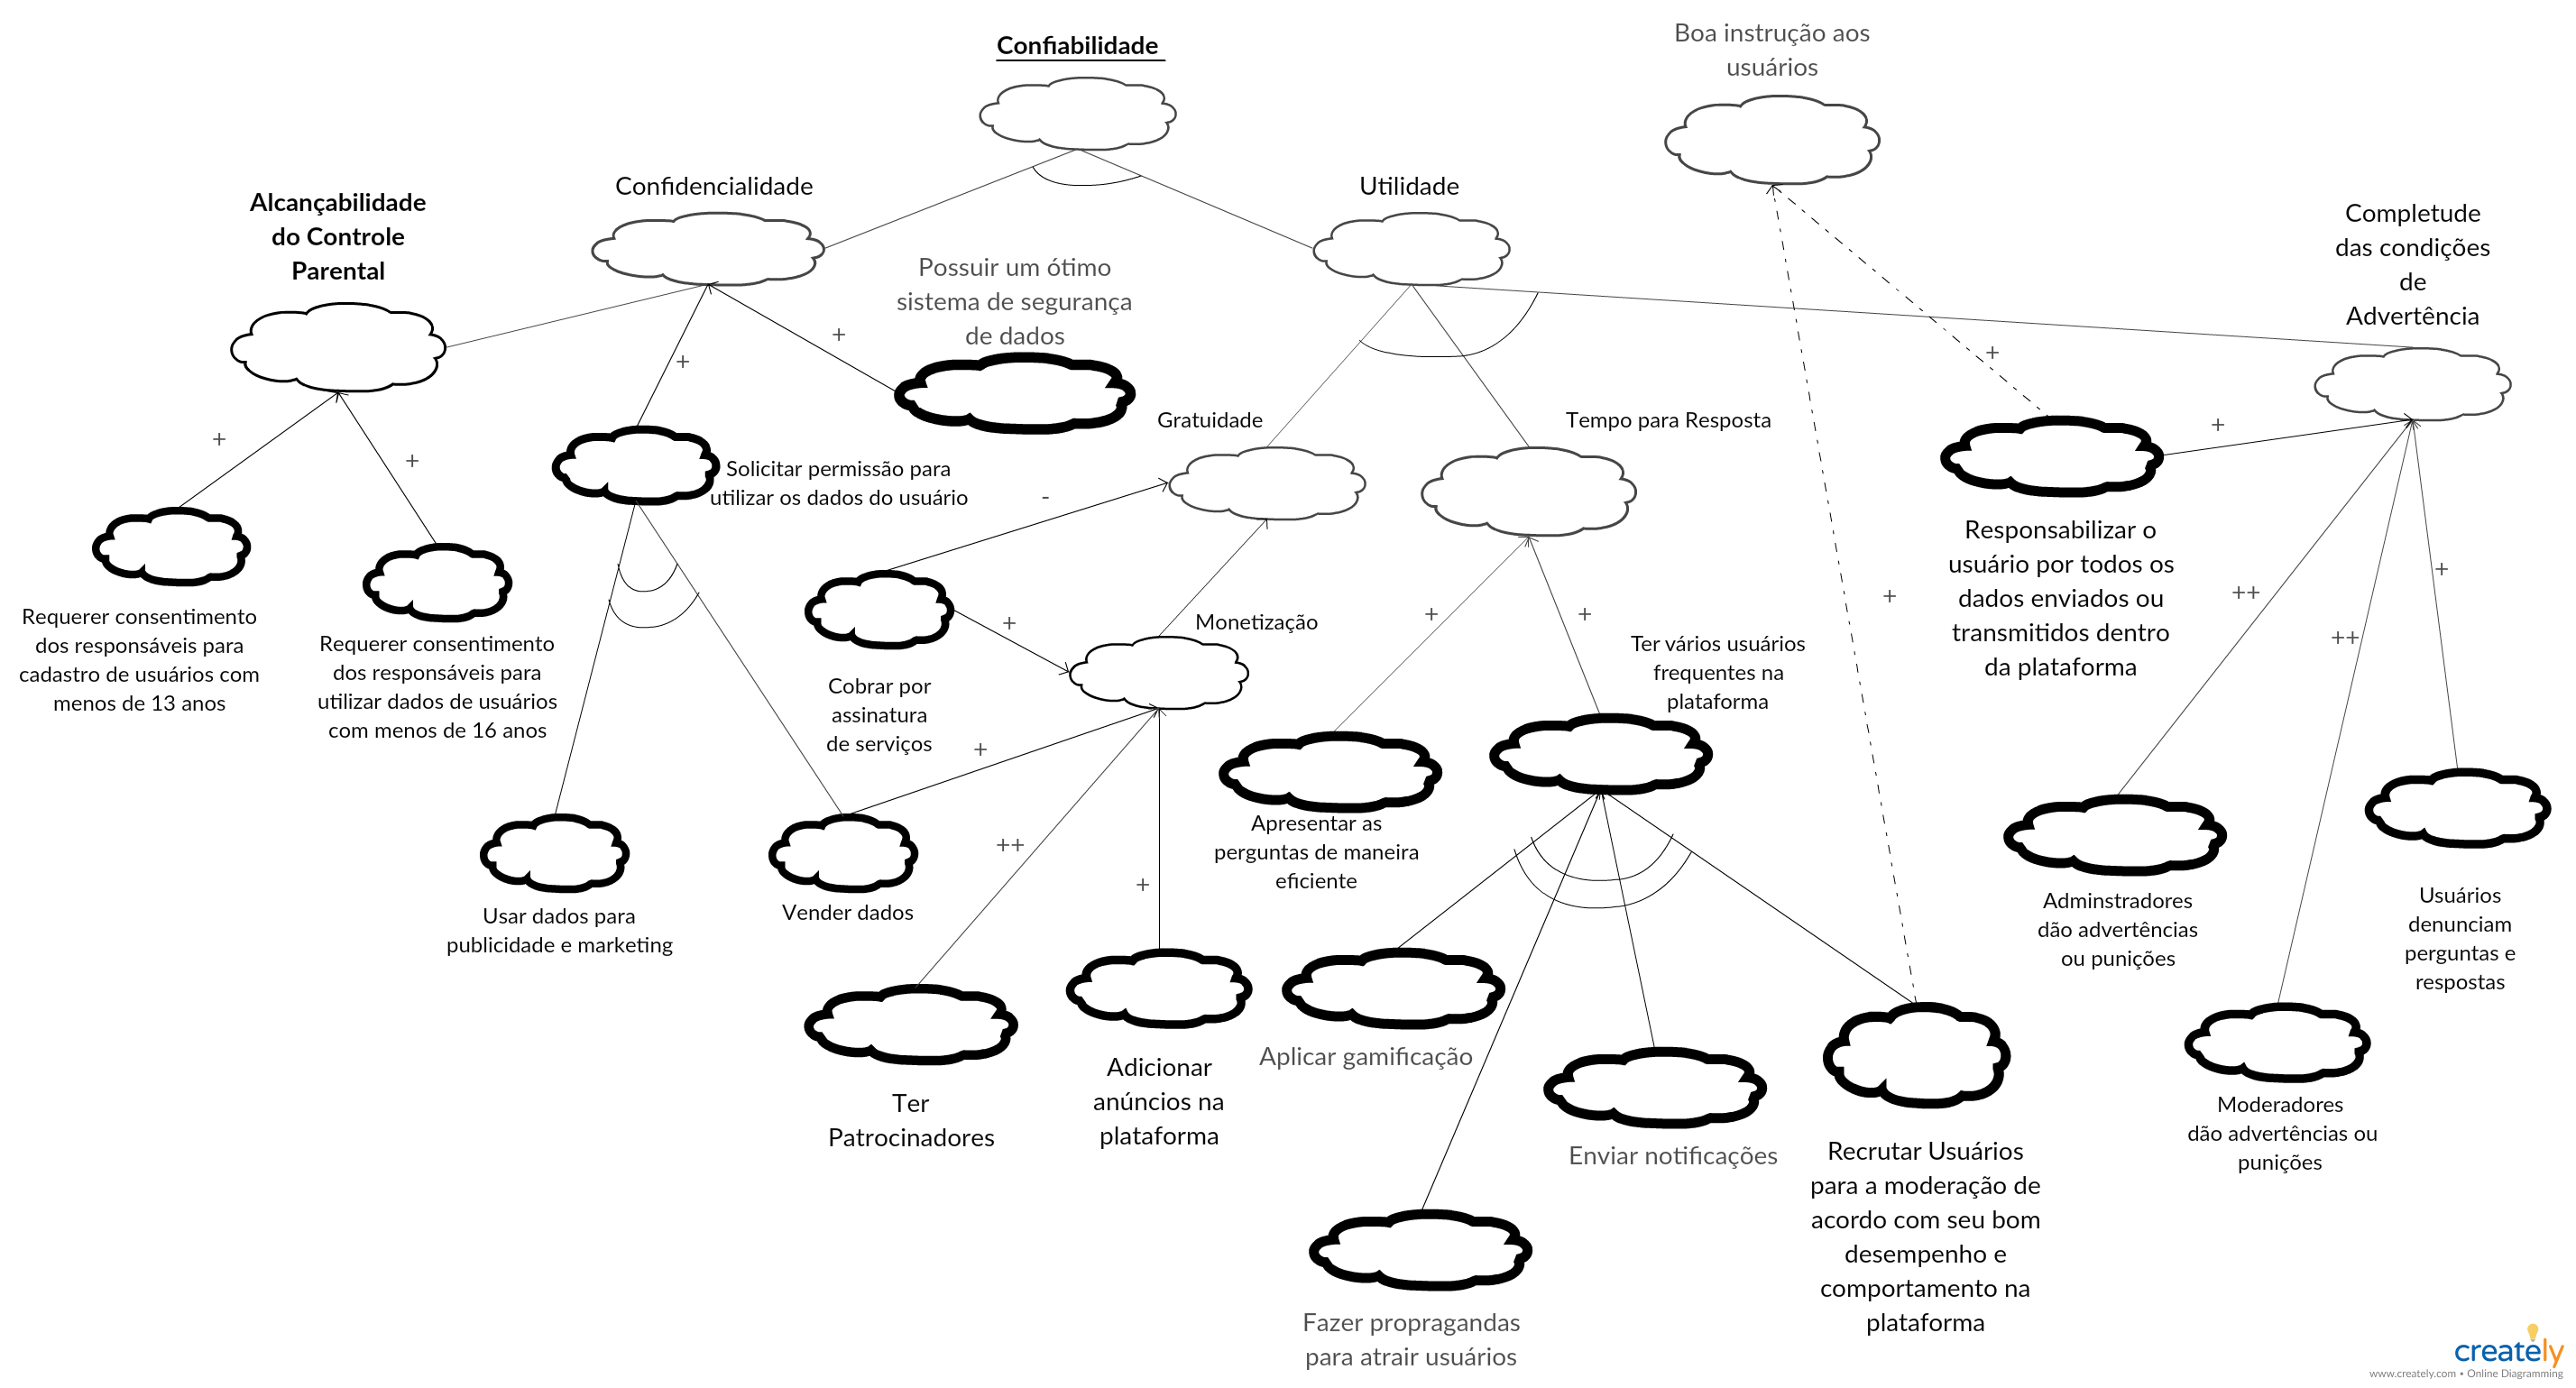 Confiabilidade
Boa instrução aos
usuários
Confidencialidade
Utilidade
Alcançabilidade
do Controle
Parental
Completude
das condições
de
Advertência
Possuir um ótimo
sistema de segurança
de dados
+
+
+
Gratuidade
Tempo para Resposta
+
+
+
Solicitar permissão para
utilizar os dados do usuário
-
Responsabilizar o
usuário por todos os
dados enviados ou
transmitidos dentro
da plataforma
+
++
+
Requerer consentimento
dos responsáveis para
cadastro de usuários com
menos de 13 anos
Requerer consentimento
dos responsáveis para
utilizar dados de usuários
com menos de 16 anos
+
Monetização
+
+
Ter vários usuários
frequentes na
plataforma
++
Cobrar por
assinatura
de serviços
+
++
+
Apresentar as
perguntas de maneira
eficiente
Usar dados para
publicidade e marketing
Vender dados
Adminstradores
dão advertências
ou punições
Usuários
denunciam
perguntas e
respostas
Ter
Patrocinadores
Adicionar
anúncios na
plataforma
Aplicar gamificação
Enviar notificações
Recrutar Usuários
para a moderação de
acordo com seu bom
desempenho e
comportamento na
plataforma
Moderadores
dão advertências ou
punições
Fazer propragandas
para atrair usuários
creately
www.creately.com • Online Diagramming